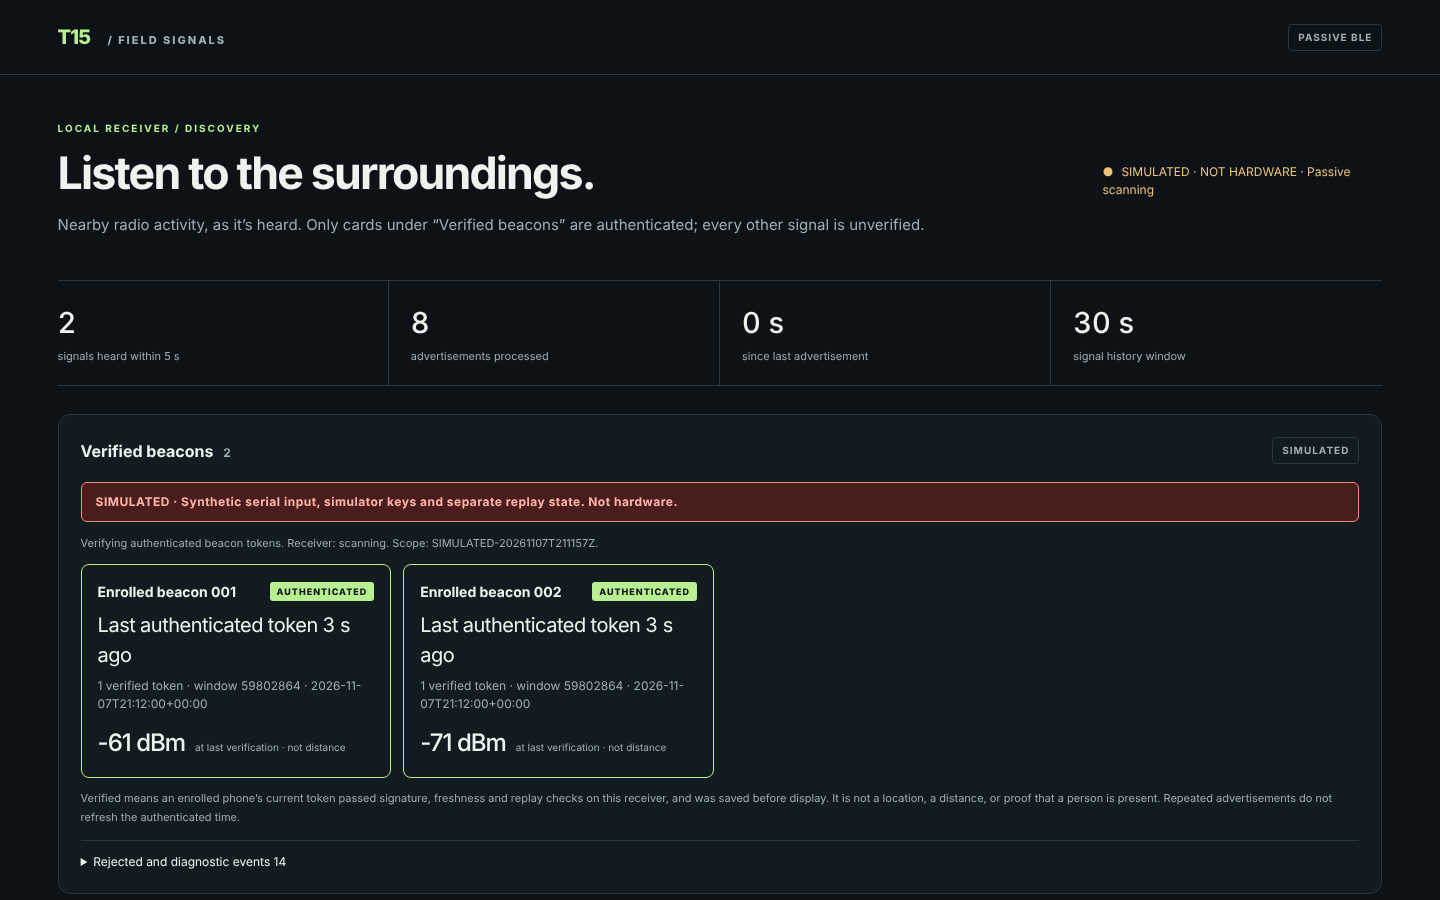 T15 / FIELD SIGNALS
PASSIVE BLE
LOCAL RECEIVER / DISCOVERY
Listen to the surroundings.
● SIMULATED · NOT HARDWARE · Passive
scanning
Nearby radio activity, as it’s heard. Only cards under “Verified beacons” are authenticated; every other signal is unverified.
2
signals heard within 5 s
8
advertisements processed
0 s
since last advertisement
30 s
signal history window
Verified beacons 2
SIMULATED
SIMULATED · Synthetic serial input, simulator keys and separate replay state. Not hardware.
Verifying authenticated beacon tokens. Receiver: scanning. Scope: SIMULATED-20261107T211157Z.
Enrolled beacon 001 AUTHENTICATED
Last authenticated token 3 s
ago
1 verified token · window 59802864 · 2026-11-
07T21:12:00+00:00
-61 dBm at last verification · not distance
Enrolled beacon 002 AUTHENTICATED
Last authenticated token 3 s
ago
1 verified token · window 59802864 · 2026-11-
07T21:12:00+00:00
-71 dBm at last verification · not distance
Verified means an enrolled phone’s current token passed signature, freshness and replay checks on this receiver, and was saved before display. It is not a location, a distance, or proof that a person is present. Repeated advertisements do not
refresh the authenticated time.
▶ Rejected and diagnostic events 14